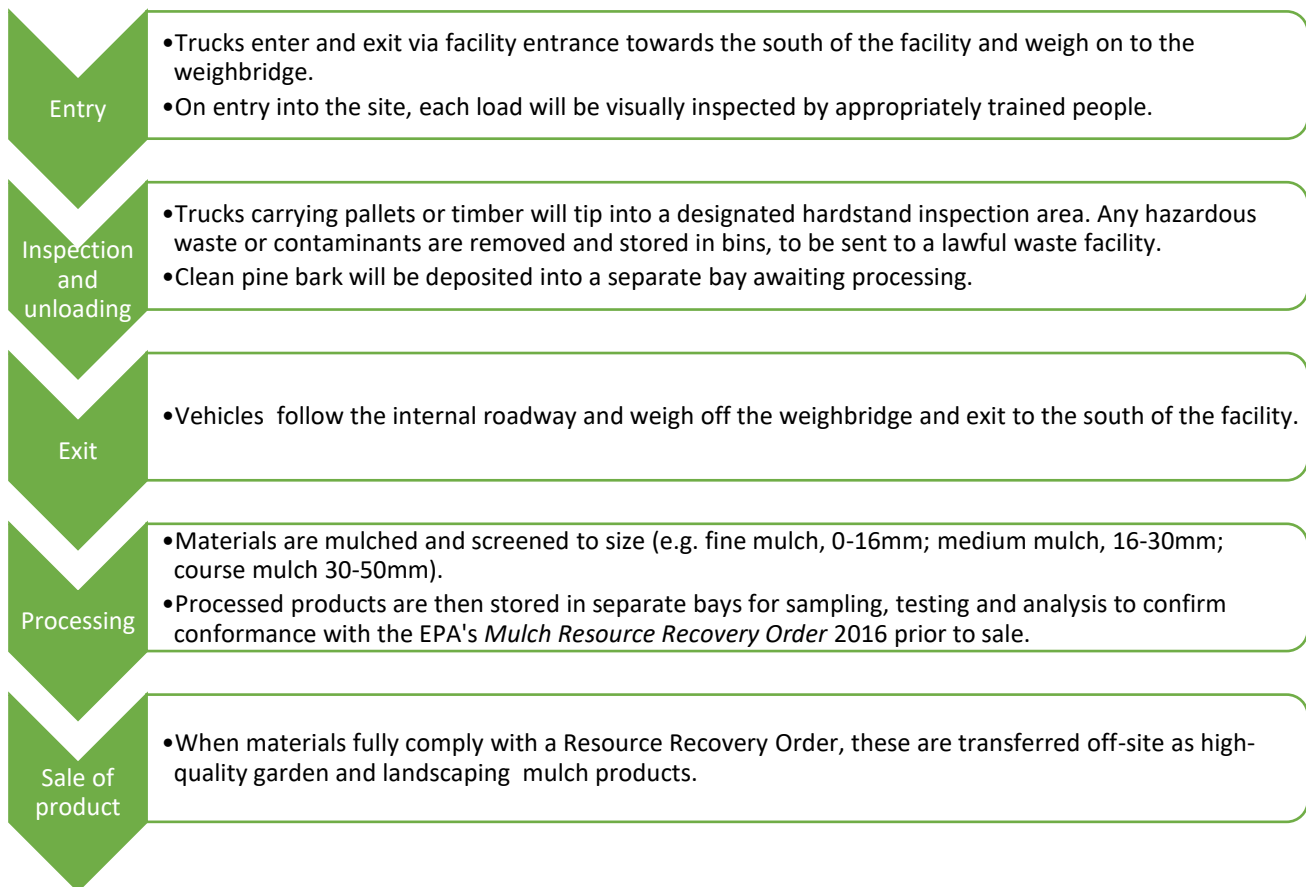 Entry
•Trucks enter and exit via facility entrance towards the south of the facility and weigh on to the
weighbridge.
•On entry into the site, each load will be visually inspected by appropriately trained people.
Inspection
and
unloading
•Trucks carrying pallets or timber will tip into a designated hardstand inspection area. Any hazardous
waste or contaminants are removed and stored in bins, to be sent to a lawful waste facility.
•Clean pine bark will be deposited into a separate bay awaiting processing.
Exit
•Vehicles follow the internal roadway and weigh off the weighbridge and exit to the south of the facility.
Processing
•Materials are mulched and screened to size (e.g. fine mulch, 0-16mm; medium mulch, 16-30mm;
course mulch 30-50mm).
•Processed products are then stored in separate bays for sampling, testing and analysis to confirm
conformance with the EPA's Mulch Resource Recovery Order 2016 prior to sale.
Sale of
product
•When materials fully comply with a Resource Recovery Order, these are transferred off-site as high-
quality garden and landscaping mulch products.